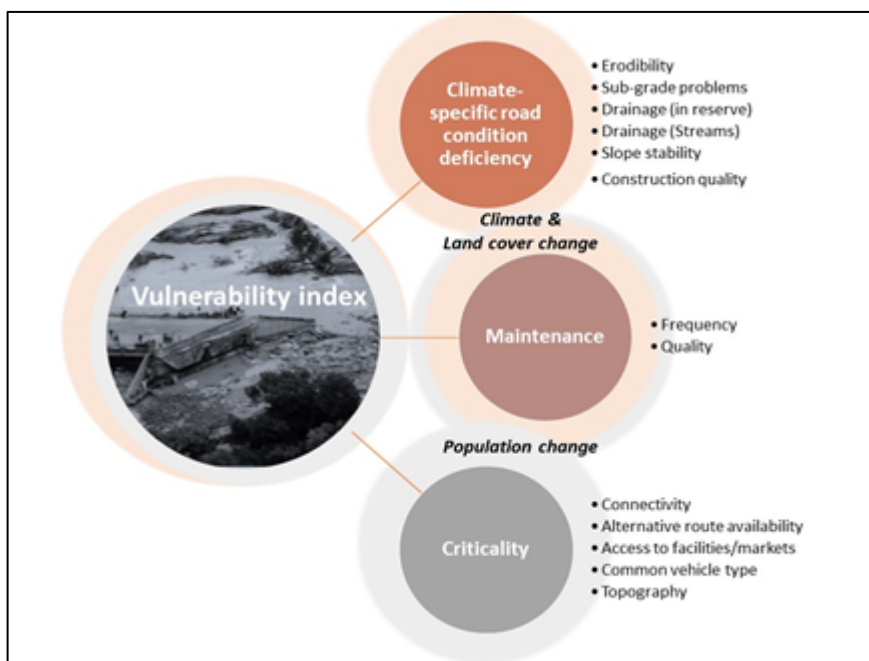 Climate-
specific road
condition
deficiency
• Erodibility
• Sub-grade problems
• Drainage (in reserve)
• Drainage (Streams)
• Slope stability
• Construction quality
Climate &
Land cover change
Vulnerability index
Maintenance
• Frequency
• Quality
Population change
Criticality
• Connectivity
• Alternative route availability
• Access to facilities/markets
• Common vehicle type
• Topography